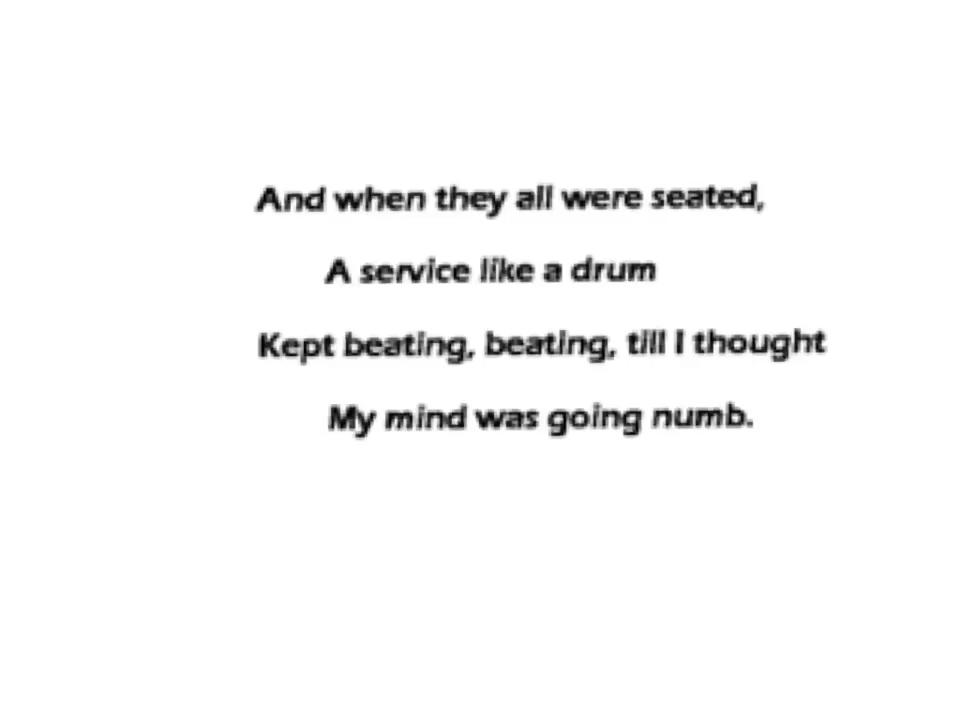 And when they all were seated,
A service like a drum
Kept beating, beating, till I thought
My mind was going numb.